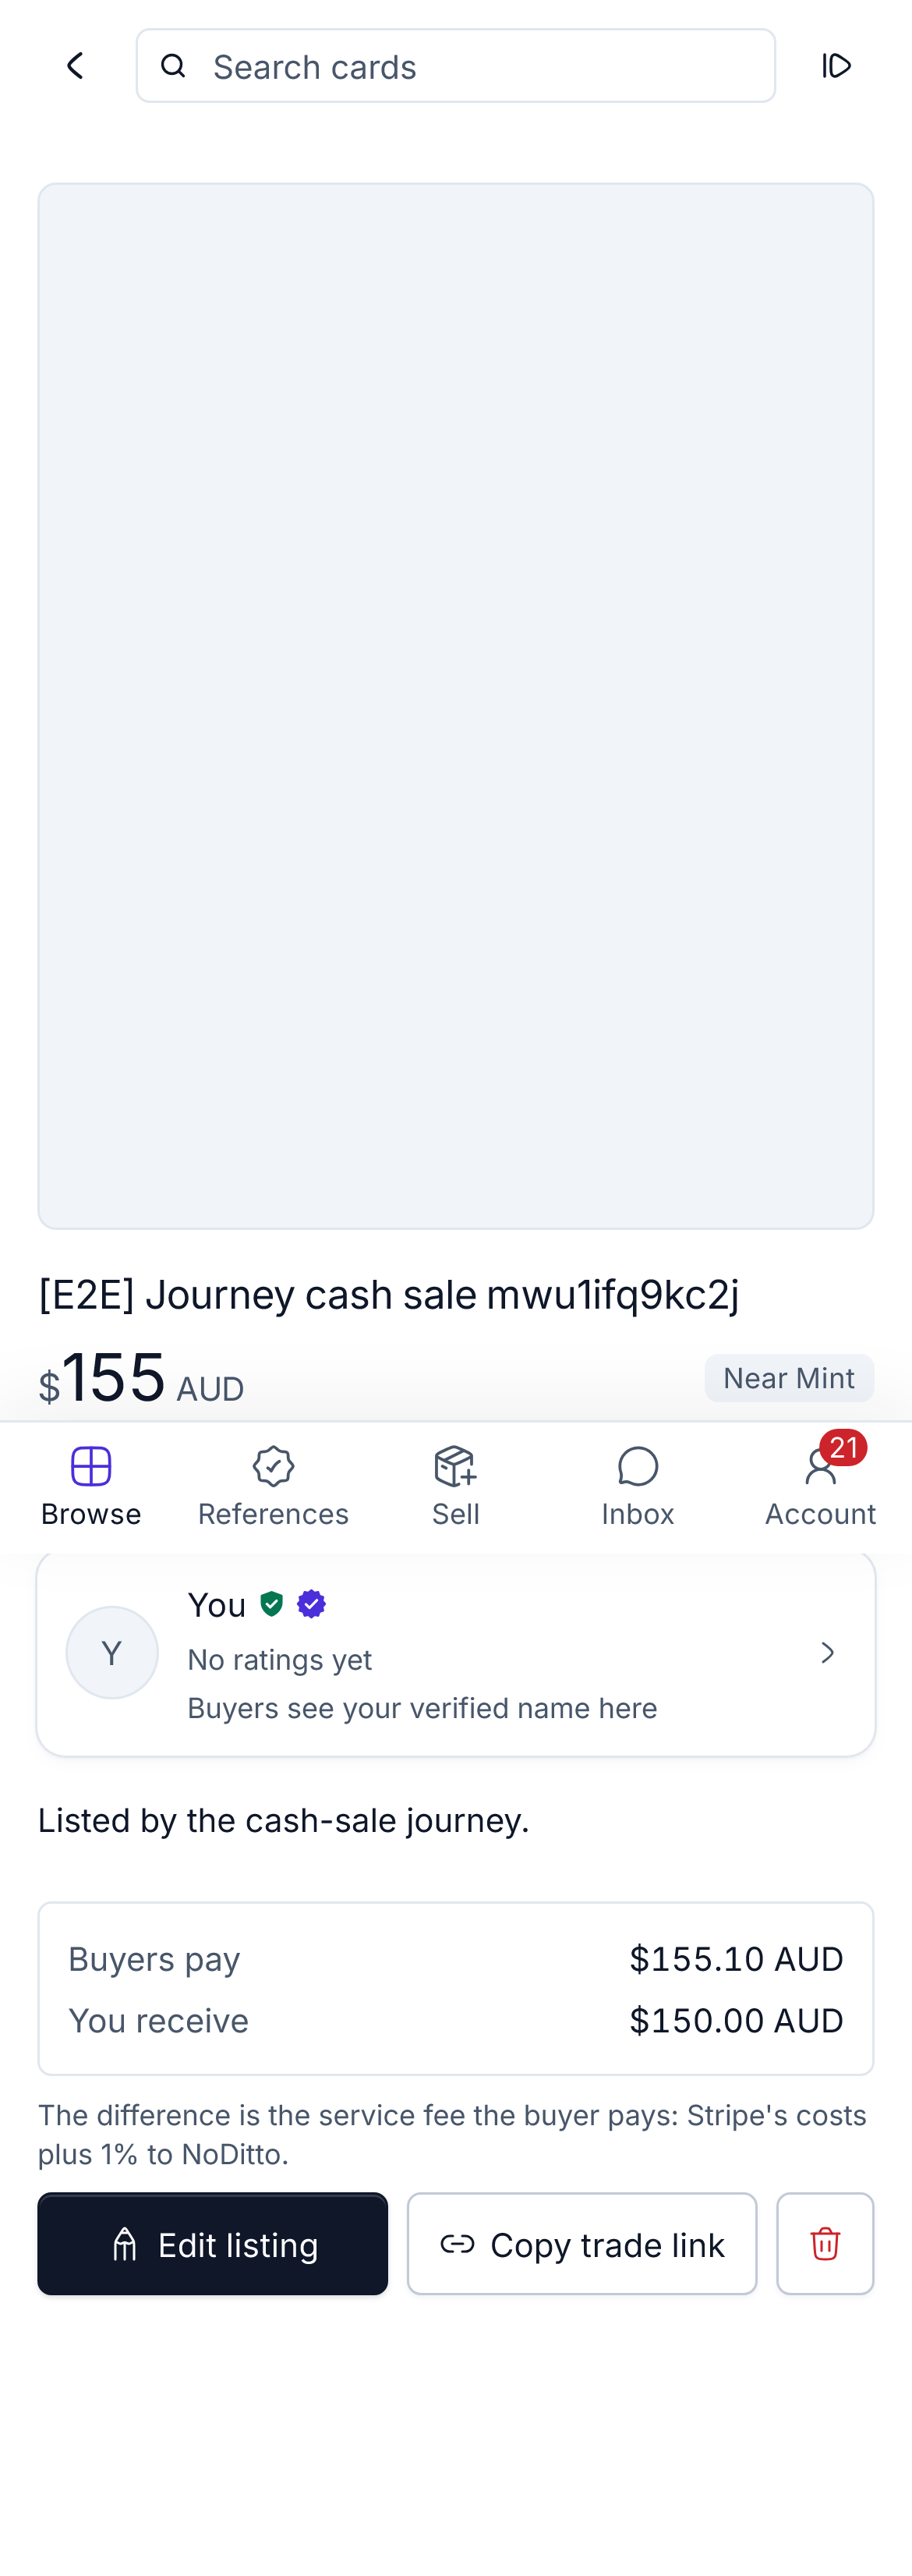 Search cards
[E2E] Journey cash sale mwu1ifq9kc2j
$155 AUD
Near Mint
21
Browse
References
Sell
Inbox
Account
Y
You
No ratings yet
Buyers see your verified name here
Listed by the cash-sale journey.
Buyers pay
$155.10 AUD
You receive
$150.00 AUD
The difference is the service fee the buyer pays: Stripe's costs
plus 1% to NoDitto.
Edit listing
Copy trade link